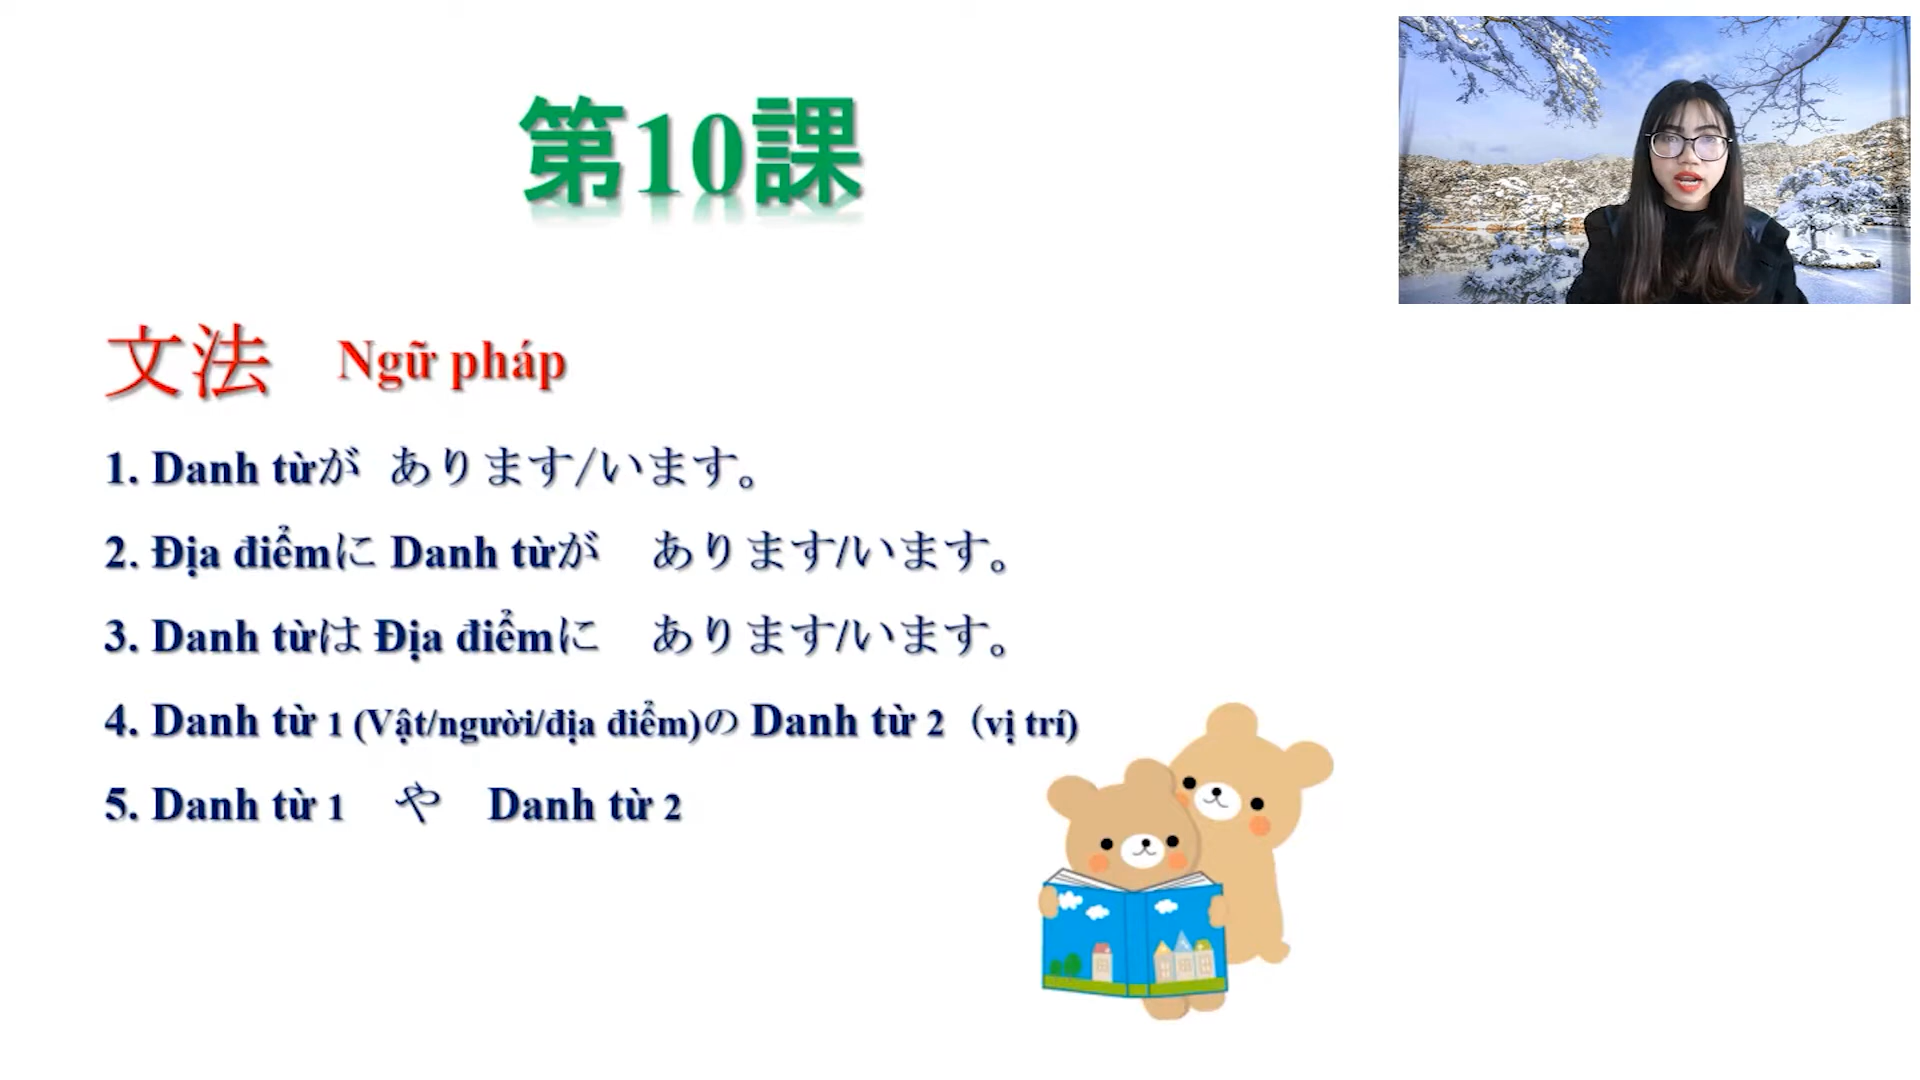 第10課
文法 Ngữ pháp
1. Danh từが あります/います。
2. Địa điểmに Danh từが あります/います。
3. Danh từは Địa điểmに あります/います。
4. Danh từ 1 (Vật/người/địa điểm)の Danh từ 2（vị trí)
5. Danh từ 1 や Danh từ 2